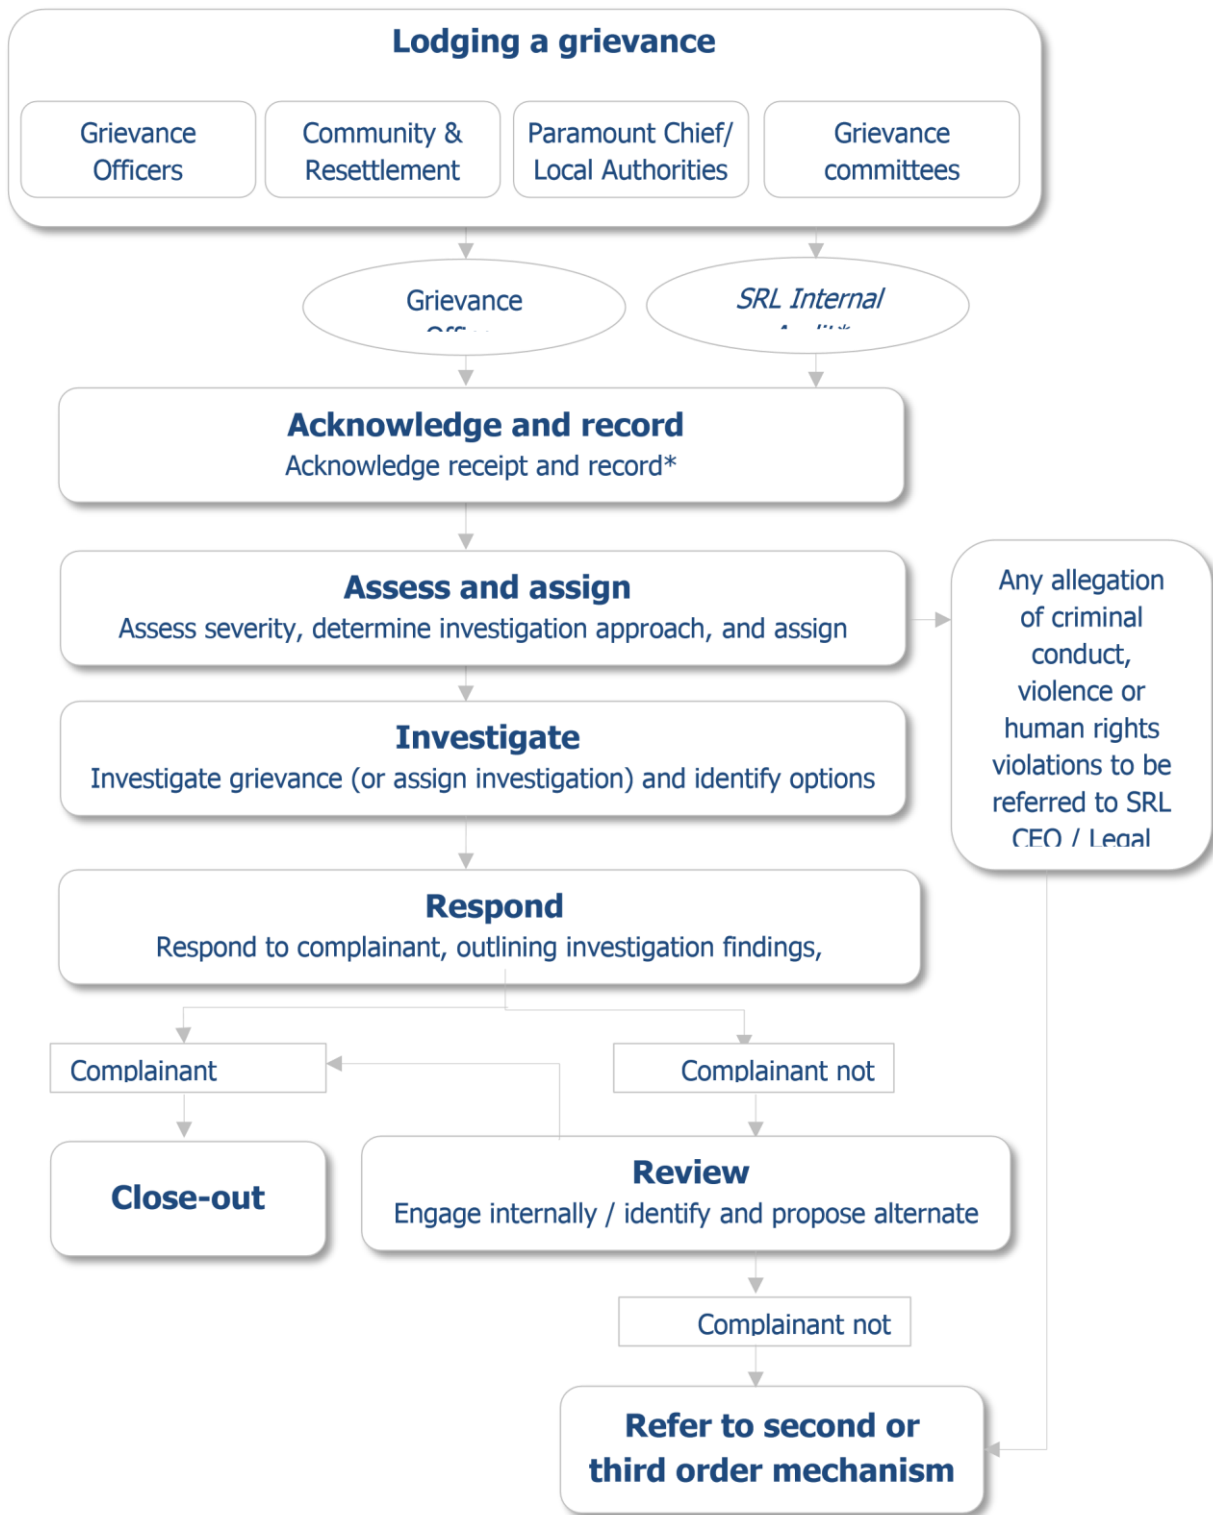 Lodging a grievance
Grievance
Officers
Community &
Resettlement
Paramount Chief/
Local Authorities
Grievance
committees
Grievance
SRL Internal
Audit*
Acknowledge and record
Acknowledge receipt and record*
Assess and assign
Assess severity, determine investigation approach, and assign
Any allegation
of criminal
conduct,
violence or
human rights
violations to be
referred to SRL
CEO / Legal
Investigate
Investigate grievance (or assign investigation) and identify options
Respond
Respond to complainant, outlining investigation findings,
Complainant
Complainant not
Close-out
Review
Engage internally / identify and propose alternate
Complainant not
Refer to second or
third order mechanism